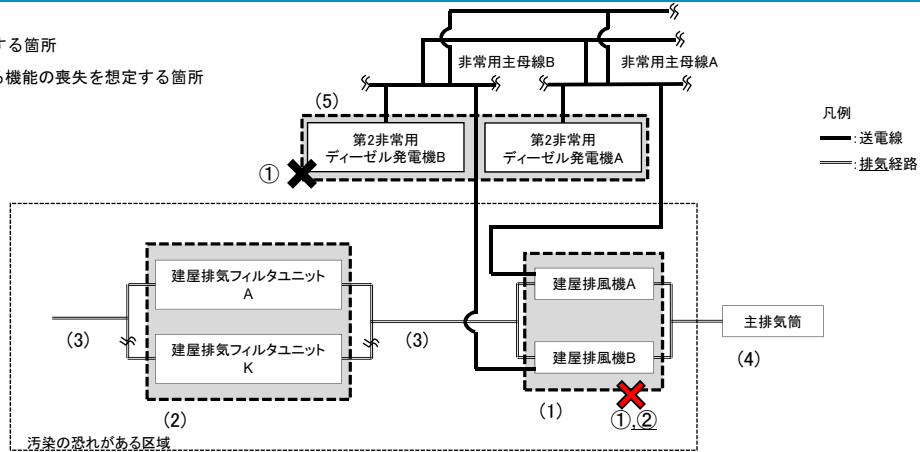 する箇所
る機能の喪失を想定する箇所
非常用主母線B
非常用主母線A
(5)
第2非常用
ディーゼル発電機B
第2非常用
ディーゼル発電機A
①
凡例
:送電線
:排気経路
建屋排気フィルタユニット
A
建屋排気フィルタユニット
K
(3)
(3)
(2)
建屋排風機A
建屋排風機B
(1)
①,②
主排気筒
(4)
汚染の恐れがある区域